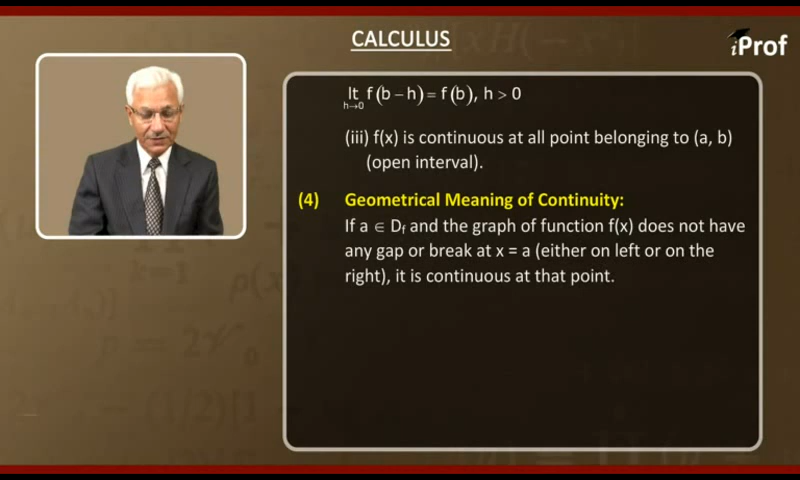 CALCULUS
iProf
lt f(b – h) = f(b), h > 0
h→0
(iii) f(x) is continuous at all point belonging to (a, b)
(open interval).
(4) Geometrical Meaning of Continuity:
If a ∈ Df and the graph of function f(x) does not have
any gap or break at x = a (either on left or on the
right), it is continuous at that point.
k=1
ρ(x)